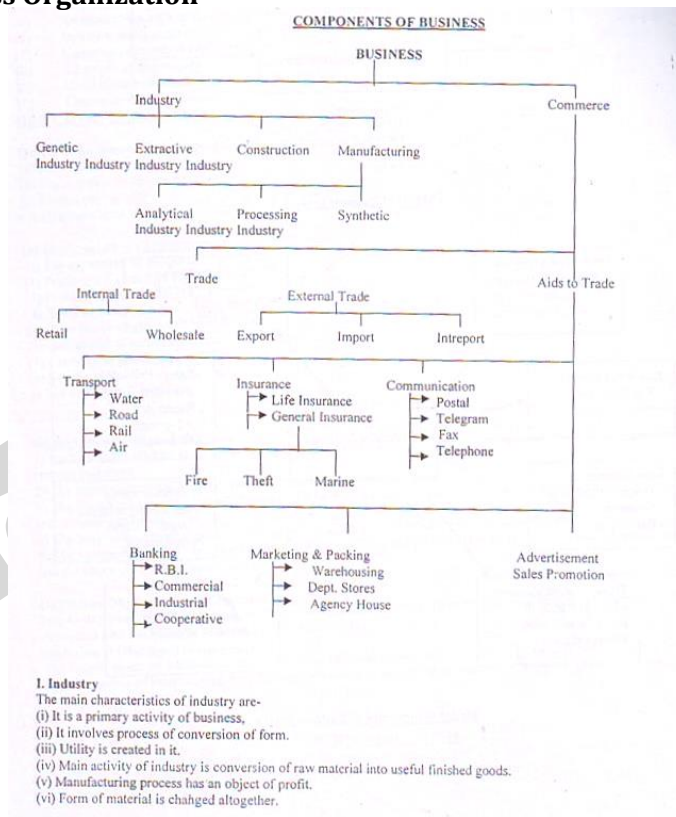 ss Organization
COMPONENTS OF BUSINESS
BUSINESS
Industry
Commerce
Genetic Extractive Construction Manufacturing
Industry Industry Industry Industry
Analytical Processing Synthetic
Industry Industry Industry
Trade
Aids to Trade
Internal Trade External Trade
Retail Wholesale Export Import Intreport
Transport Insurance Communication
Water Life Insurance Postal
Road General Insurance Telegram
Rail Fax
Air Telephone
Fire Theft Marine
Banking Marketing & Packing Advertisement
R.B.I. Warehousing Sales Promotion
Commercial Dept. Stores
Industrial Agency House
Cooperative
I. Industry
The main characteristics of industry are-
(i) It is a primary activity of business,
(ii) It involves process of conversion of form.
(iii) Utility is created in it.
(iv) Main activity of industry is conversion of raw material into useful finished goods.
(v) Manufacturing process has an object of profit.
(vi) Form of material is chahged altogether.